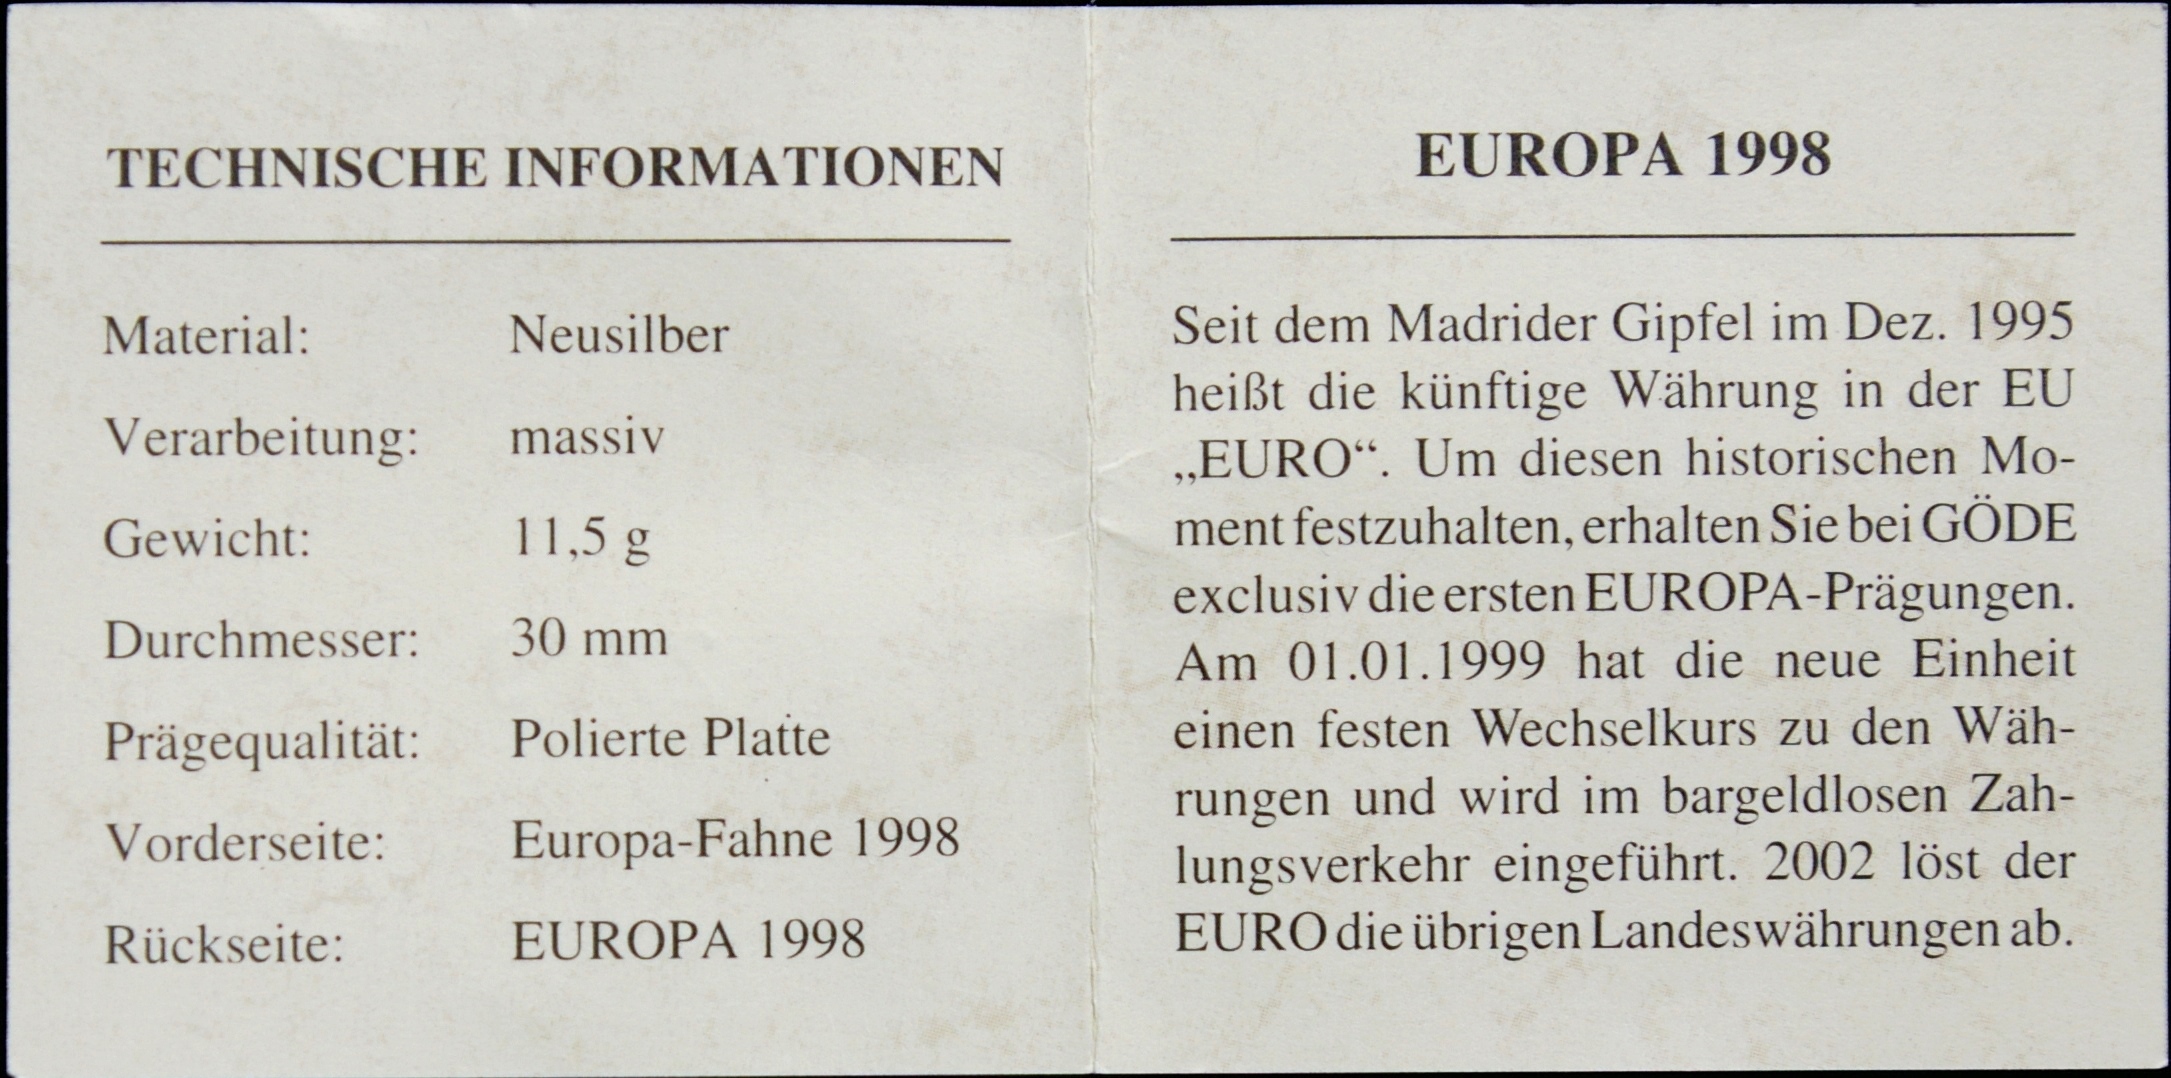 TECHNISCHE INFORMATIONEN
Material: Neusilber
Verarbeitung: massiv
Gewicht: 11,5 g
Durchmesser: 30 mm
Prägequalität: Polierte Platte
Vorderseite: Europa-Fahne 1998
Rückseite: EUROPA 1998
EUROPA 1998
Seit dem Madrider Gipfel im Dez. 1995
heißt die künftige Währung in der EU
„EURO“. Um diesen historischen Mo-
ment festzuhalten, erhalten Sie bei GÖDE
exclusiv die ersten EUROPA-Prägungen.
Am 01.01.1999 hat die neue Einheit
einen festen Wechselkurs zu den Wäh-
rungen und wird im bargeldlosen Zah-
lungsverkehr eingeführt. 2002 löst der
EURO die übrigen Landeswährungen ab.